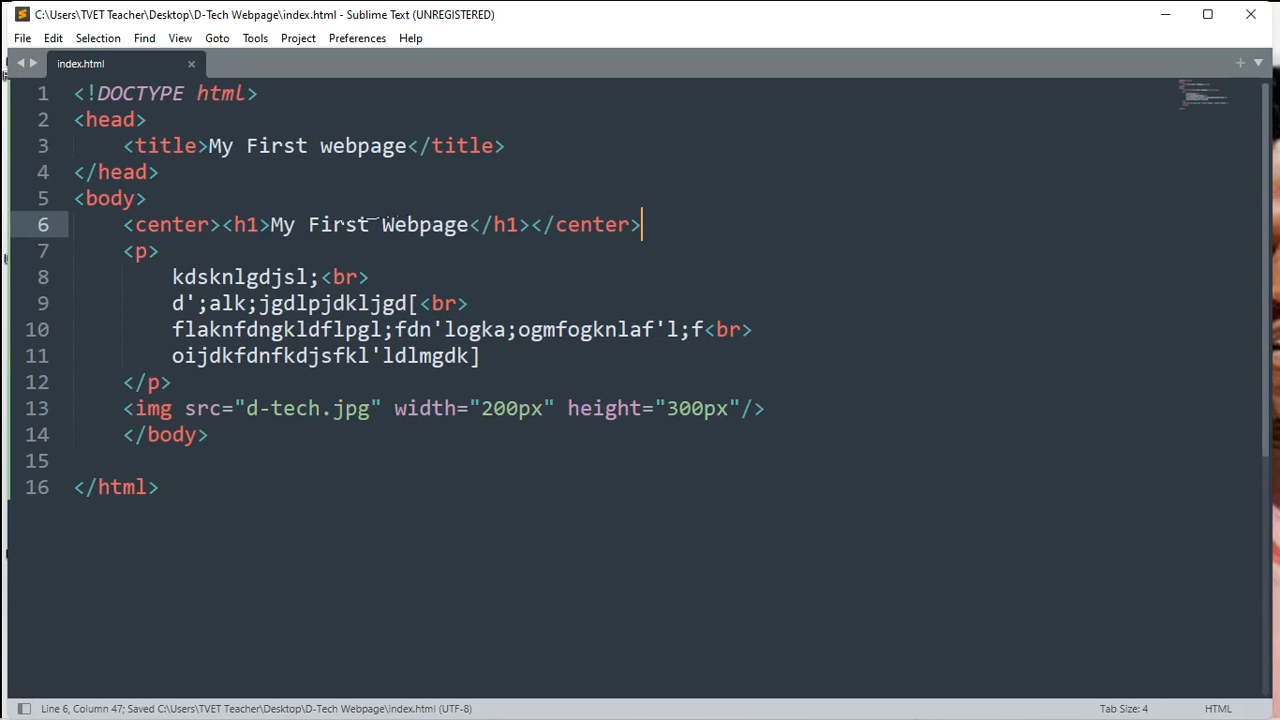 C:\Users\TVET Teacher\Desktop\D-Tech Webpage\index.html - Sublime Text (UNREGISTERED)
File Edit Selection Find View Goto Tools Project Preferences Help
index.html
1 <!DOCTYPE html>
2 <head>
3 <title>My First webpage</title>
4 </head>
5 <body>
6 <center><h1>My First Webpage</h1></center>
7 <p>
8 kdsknlgdjsl;<br>
9 d';alk;jgdlpjdkljgd[<br>
10 flaknfdngkldflpgl;fdn'logka;ogmfogknlaf'l;f<br>
11 oijdkfdnfkdjsfkl'ldlmgdk]
12 </p>
13 <img src="d-tech.jpg" width="200px" height="300px"/>
14 </body>
15
16 </html>
Line 6, Column 47; Saved C:\Users\TVET Teacher\Desktop\D-Tech Webpage\index.html (UTF-8) Tab Size: 4 HTML